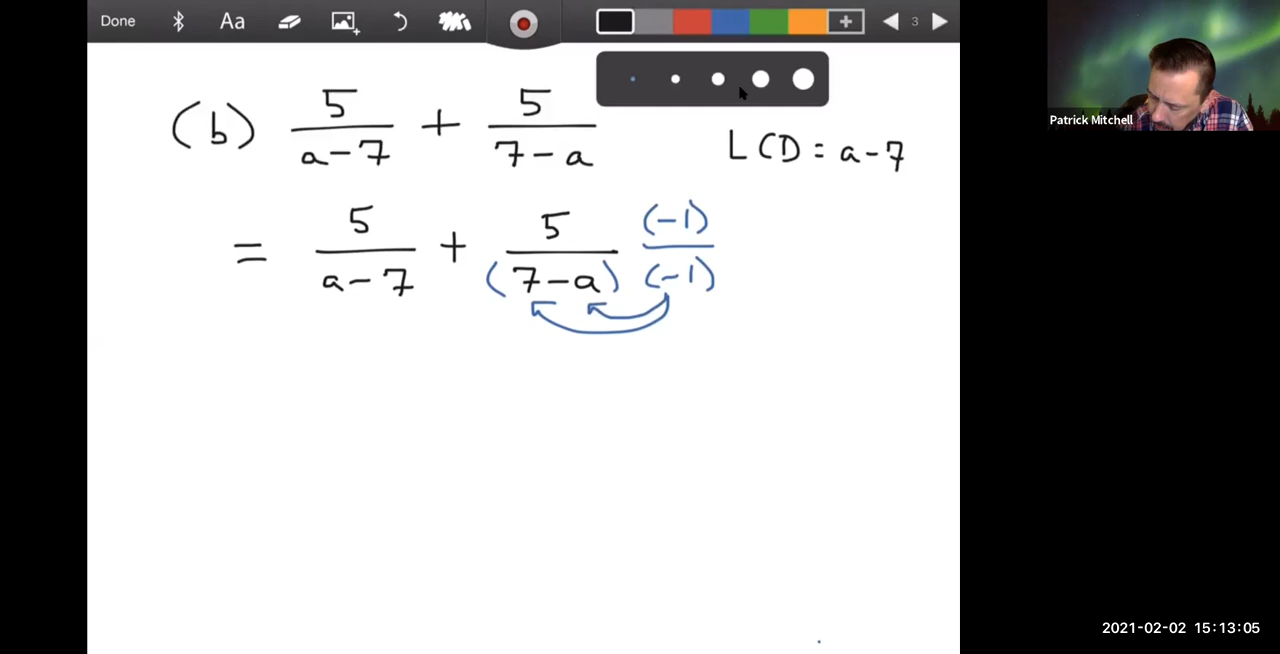 Done Aa 3
(b) 5/(a-7) + 5/(7-a) LCD = a-7
= 5/(a-7) + 5/(7-a) (-1)/(-1)
Patrick Mitchell
2021-02-02 15:13:05